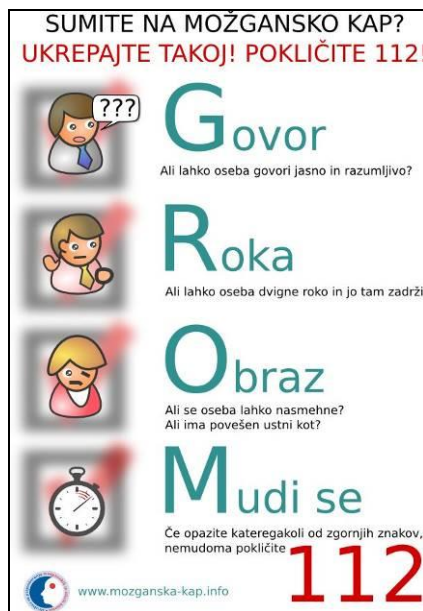 SUMITE NA MOŽGANSKO KAP?
UKREPAJTE TAKOJ! POKLIČITE 112!
???
Govor
Ali lahko oseba govori jasno in razumljivo?
Roka
Ali lahko oseba dvigne roko in jo tam zadrži
Obraz
Ali se oseba lahko nasmehne?
Ali ima povešen ustni kot?
Mudi se
Če opazite kateregakoli od zgornjih znakov,
nemudoma pokličite 112
www.mozganska-kap.info